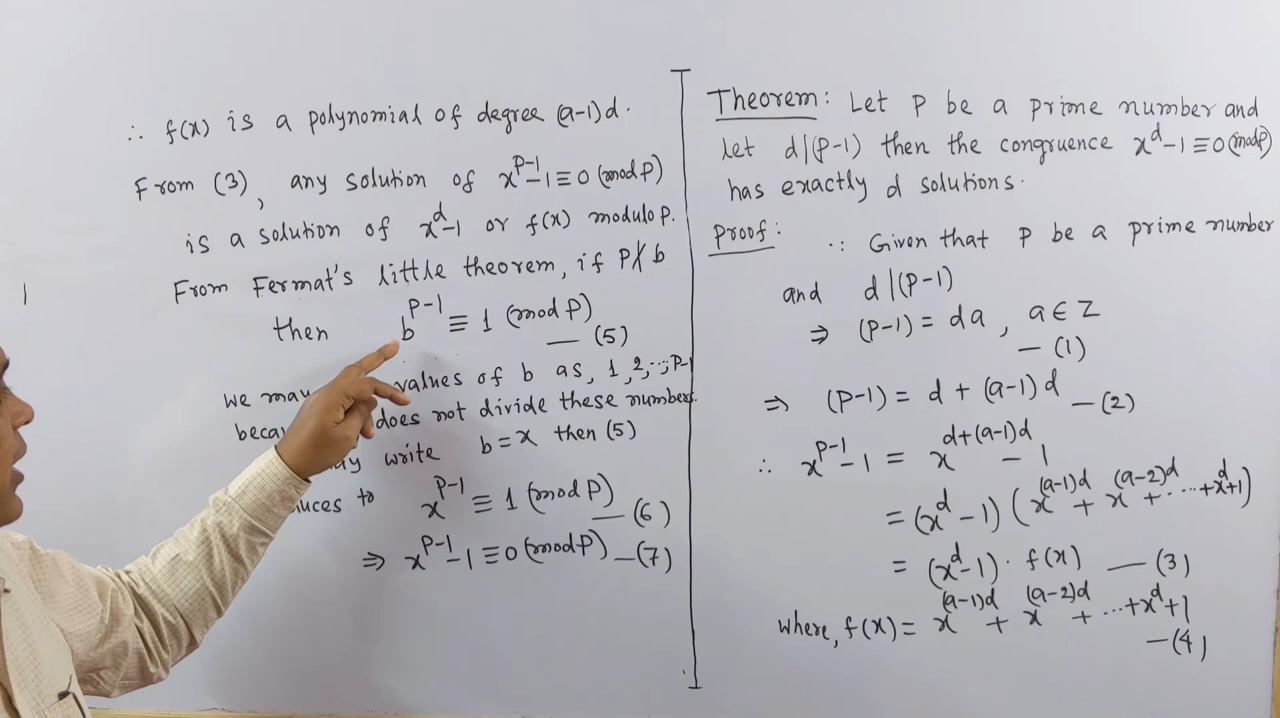 Theorem: Let P be a prime number and
let d|(P-1) then the congruence x^d-1≡0(mod P)
has exactly d solutions.
Proof: ∵ Given that P be a prime number
and d|(P-1)
⇒ (P-1) = da, a∈Z
— (1)
⇒ (P-1) = d + (a-1)d — (2)
∴ x^{P-1}-1 = x^{d+(a-1)d} - 1
= (x^d-1)(x^{(a-1)d} + x^{(a-2)d} + ..... + x^d+1)
= (x^d-1) · f(x) — (3)
where, f(x) = x^{(a-1)d} + x^{(a-2)d} + ... + x^d+1
— (4)
∴ f(x) is a polynomial of degree (a-1)d.
From (3), any solution of x^{P-1}-1≡0 (mod P)
is a solution of x^d-1 or f(x) modulo P.
From Fermat's little theorem, if P∤b
then b^{P-1} ≡ 1 (mod P)
— (5)
we may values of b as, 1, 2, ..., P-1
does not divide these numbers.
write b=x then (5)
to x^{P-1} ≡ 1 (mod P)
— (6)
⇒ x^{P-1}-1≡0 (mod P) — (7)